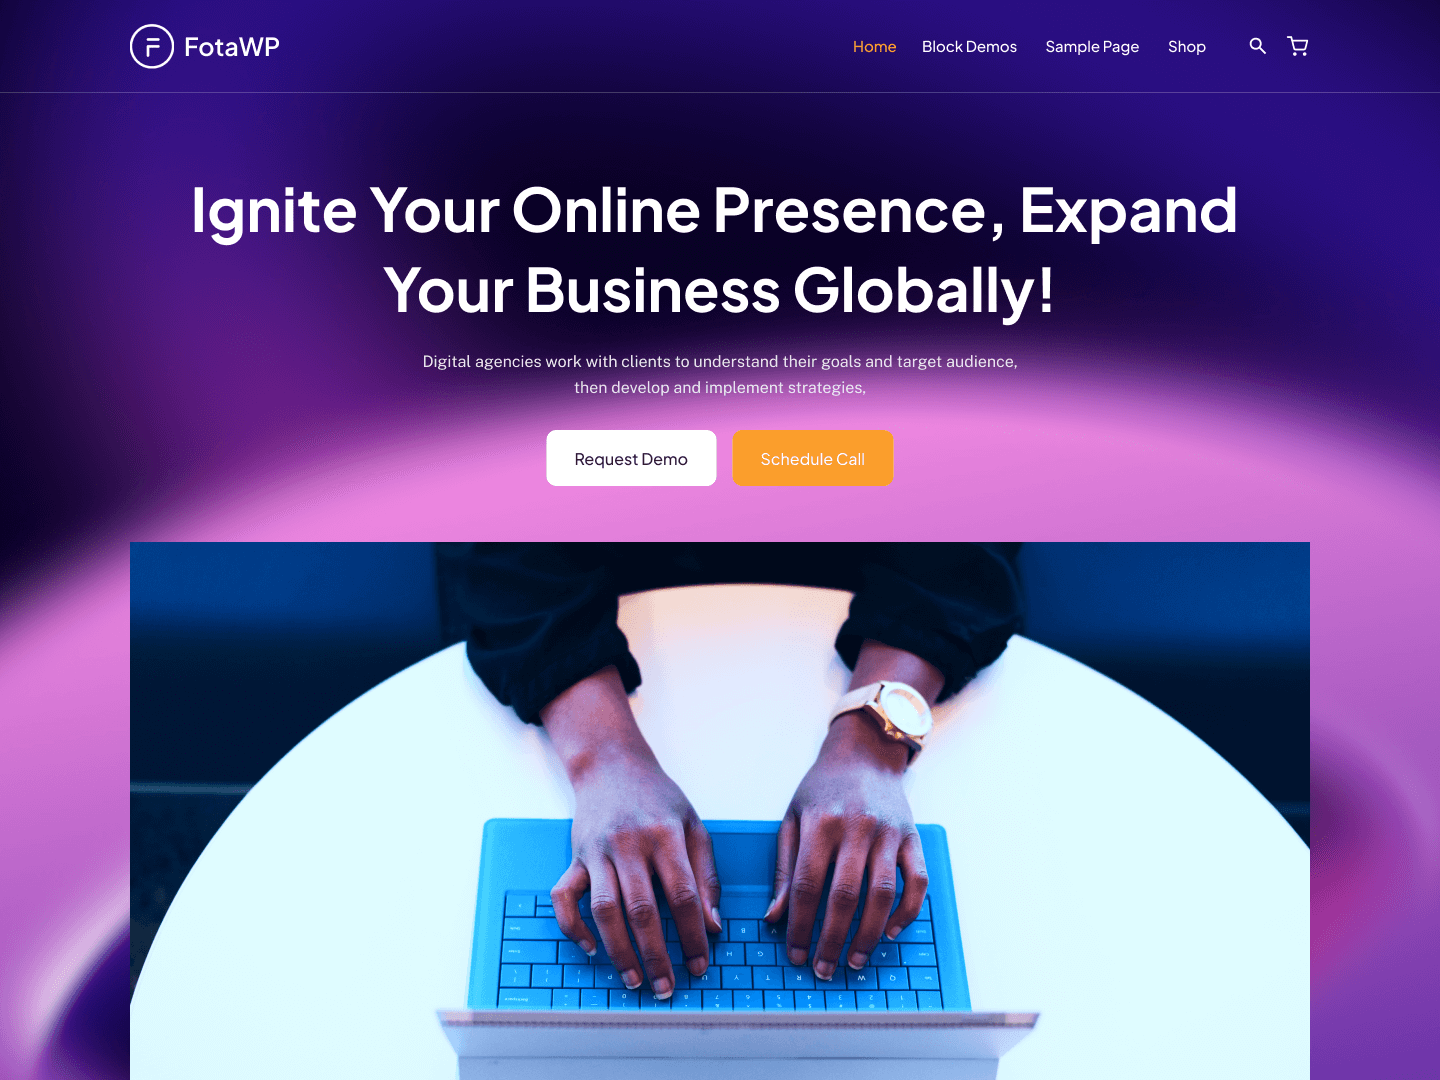 FotaWP
Home Block Demos Sample Page Shop
Ignite Your Online Presence, Expand
Your Business Globally!
Digital agencies work with clients to understand their goals and target audience,
then develop and implement strategies,
Request Demo Schedule Call